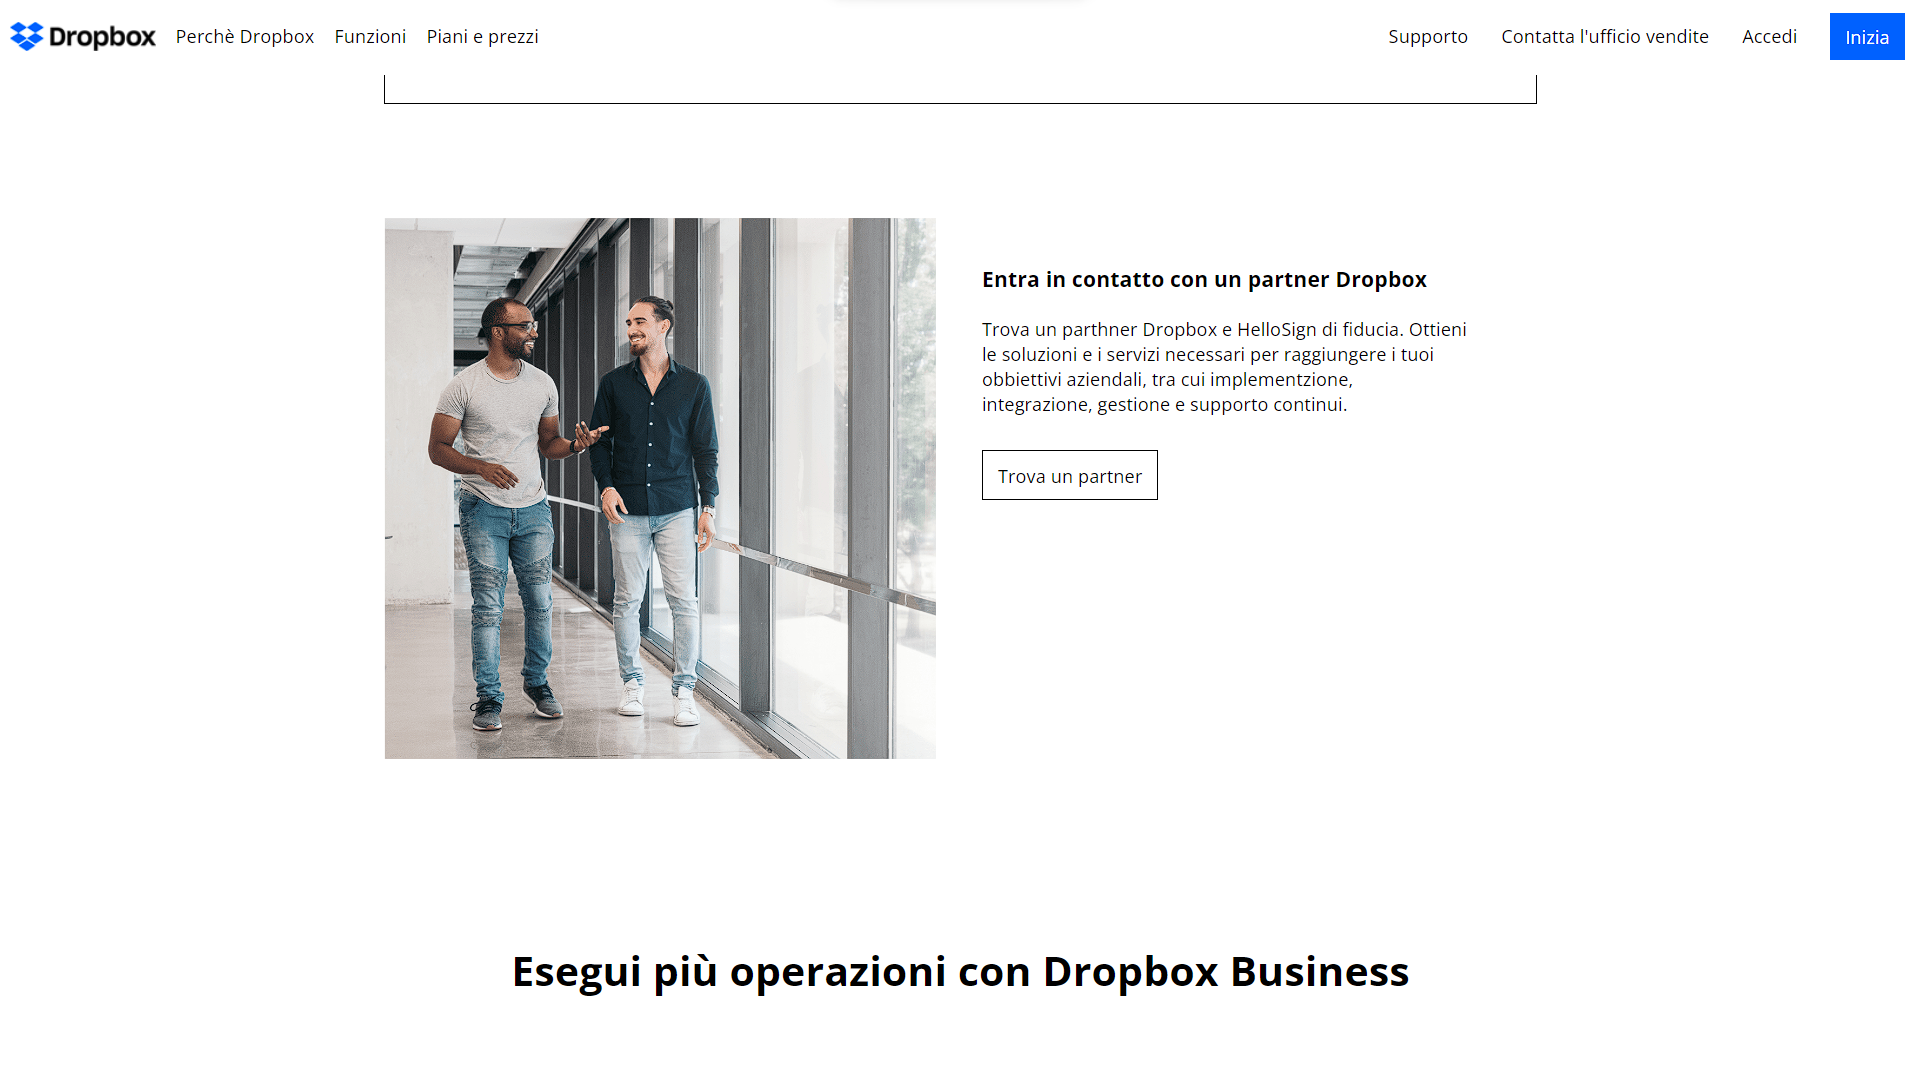 Dropbox Perchè Dropbox Funzioni Piani e prezzi Supporto Contatta l'ufficio vendite Accedi Inizia
Entra in contatto con un partner Dropbox
Trova un parthner Dropbox e HelloSign di fiducia. Ottieni
le soluzioni e i servizi necessari per raggiungere i tuoi
obbiettivi aziendali, tra cui implementzione,
integrazione, gestione e supporto continui.
Trova un partner
Esegui più operazioni con Dropbox Business